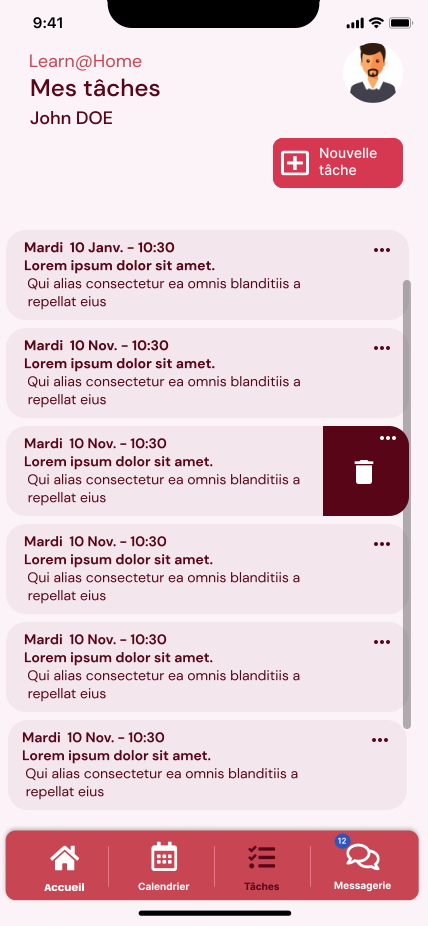 9:41
Learn@Home
Mes tâches
John DOE
Nouvelle
tâche
Mardi 10 Janv. - 10:30
Lorem ipsum dolor sit amet.
Qui alias consectetur ea omnis blanditiis a
repellat eius
Mardi 10 Nov. - 10:30
Lorem ipsum dolor sit amet.
Qui alias consectetur ea omnis blanditiis a
repellat eius
Mardi 10 Nov. - 10:30
Lorem ipsum dolor sit amet.
Qui alias consectetur ea omnis blanditiis a
repellat eius
Mardi 10 Nov. - 10:30
Lorem ipsum dolor sit amet.
Qui alias consectetur ea omnis blanditiis a
repellat eius
Mardi 10 Nov. - 10:30
Lorem ipsum dolor sit amet.
Qui alias consectetur ea omnis blanditiis a
repellat eius
Mardi 10 Nov. - 10:30
Lorem ipsum dolor sit amet.
Qui alias consectetur ea omnis blanditiis a
repellat eius
12
Accueil
Calendrier
Tâches
Messagerie